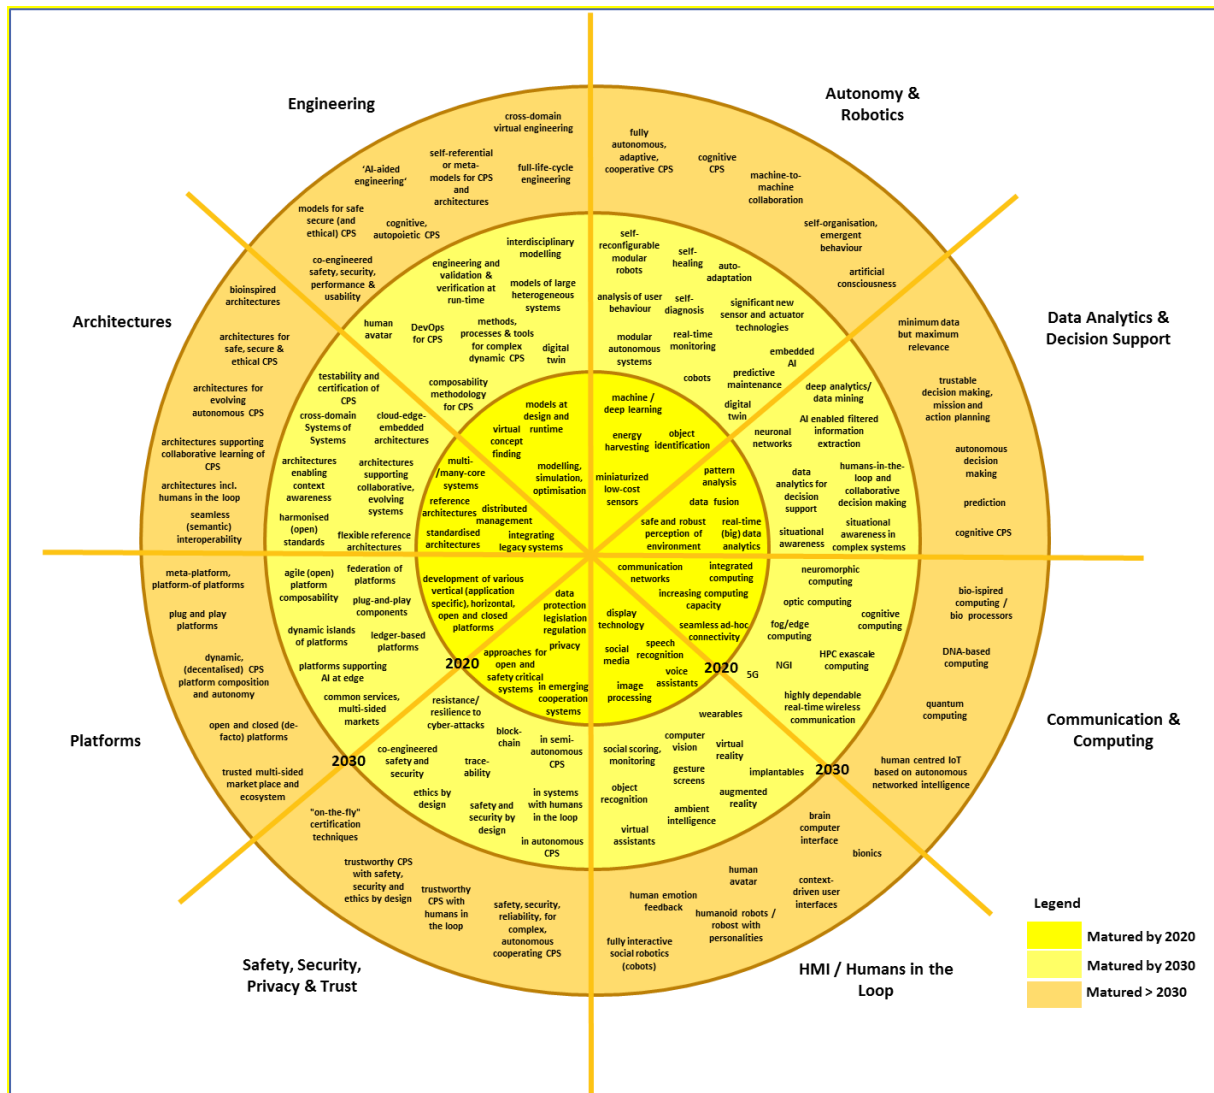 Engineering
cross-domain
virtual engineering
self-referential
or meta-
models for CPS
and
architectures
full-life-cycle
engineering
‘AI-aided
engineering‘
models for safe
secure (and
ethical) CPS
cognitive,
autopoietic CPS
co-engineered
safety, security,
performance &
usability
interdisciplinary
modelling
engineering and
validation &
verification at
run-time
models of large
heterogeneous
systems
human
avatar
DevOps
for CPS
methods,
processes & tools
for complex
dynamic CPS
digital
twin
composability
methodology
for CPS
models at
design and
runtime
virtual
concept
finding
modelling,
simulation,
optimisation
Autonomy &
Robotics
fully
autonomous,
adaptive,
cooperative CPS
cognitive
CPS
machine-to-
machine
collaboration
self-organisation,
emergent
behaviour
artificial
consciousness
self-
reconfigurable
modular
robots
self-
healing
auto-
adaptation
analysis of user
behaviour
self-
diagnosis
significant new
sensor and actuator
technologies
modular
autonomous
systems
real-time
monitoring
embedded
AI
cobots
predictive
maintenance
digital
twin
machine /
deep learning
energy
harvesting
object
identification
miniaturized
low-cost
sensors
Data Analytics &
Decision Support
minimum data
but maximum
relevance
trustable
decision making,
mission and
action planning
autonomous
decision
making
prediction
cognitive CPS
deep analytics/
data mining
AI enabled filtered
information
extraction
neuronal
networks
humans-in-the-
loop and
collaborative
decision making
data
analytics for
decision
support
situational
awareness
situational
awareness in
complex systems
pattern
analysis
data fusion
safe and robust
perception of
environment
real-time
(big) data
analytics
Communication &
Computing
bio-ispired
computing /
bio processors
DNA-based
computing
quantum
computing
human centred IoT
based on autonomous
networked intelligence
neuromorphic
computing
optic computing
cognitive
computing
fog/edge
computing
HPC exascale
computing
NGI
5G
highly dependable
real-time wireless
communication
communication
networks
integrated
computing
increasing computing
capacity
seamless ad-hoc
connectivity
2020
2030
HMI / Humans in the
Loop
brain
computer
interface
bionics
human
avatar
context-
driven user
interfaces
human emotion
feedback
humanoid robots /
robost with
personalities
fully interactive
social robotics
(cobots)
wearables
computer
vision
virtual
reality
social scoring,
monitoring
gesture
screens
implantables
object
recognition
augmented
reality
ambient
intelligence
virtual
assistants
display
technology
social
media
speech
recognition
voice
assistants
image
processing
Safety, Security,
Privacy & Trust
"on-the-fly"
certification
techniques
trustworthy CPS
with safety,
security and
ethics by design
trustworthy
CPS with
humans in
the loop
safety, security,
reliability, for
complex,
autonomous
cooperating CPS
resistance/
resilience to
cyber-attacks
block-
chain
in semi-
autonomous
CPS
co-engineered
safety and
security
trace-
ability
ethics by
design
safety and
security by
design
in systems
with humans
in the loop
in autonomous
CPS
data
protection
legislation
regulation
privacy
approaches for
open and
safety critical
systems
in emerging
cooperation
systems
2020
2030
Platforms
meta-platform,
platform-of platforms
plug and play
platforms
dynamic,
(decentalised) CPS
platform composition
and autonomy
open and closed (de-
facto) platforms
trusted multi-sided
market place and
ecosystem
agile (open)
platform
composability
federation of
platforms
plug-and-play
components
dynamic islands
of platforms
ledger-based
platforms
platforms supporting
AI at edge
common services,
multi-sided
markets
development of various
vertical (application
specific), horizontal,
open and closed
platforms
Architectures
bioinspired
architectures
architectures for
safe, secure &
ethical CPS
architectures for
evolving
autonomous CPS
architectures supporting
collaborative learning of
CPS
architectures incl.
humans in the loop
seamless
(semantic)
interoperability
testability and
certification of
CPS
cross-domain
Systems of
Systems
cloud-edge-
embedded
architectures
architectures
enabling
context
awareness
architectures
supporting
collaborative,
evolving
systems
harmonised
(open)
standards
flexible reference
architectures
multi-
/many-core
systems
reference
architectures
distributed
management
standardised
architectures
integrating
legacy systems
Legend
Matured by 2020
Matured by 2030
Matured > 2030